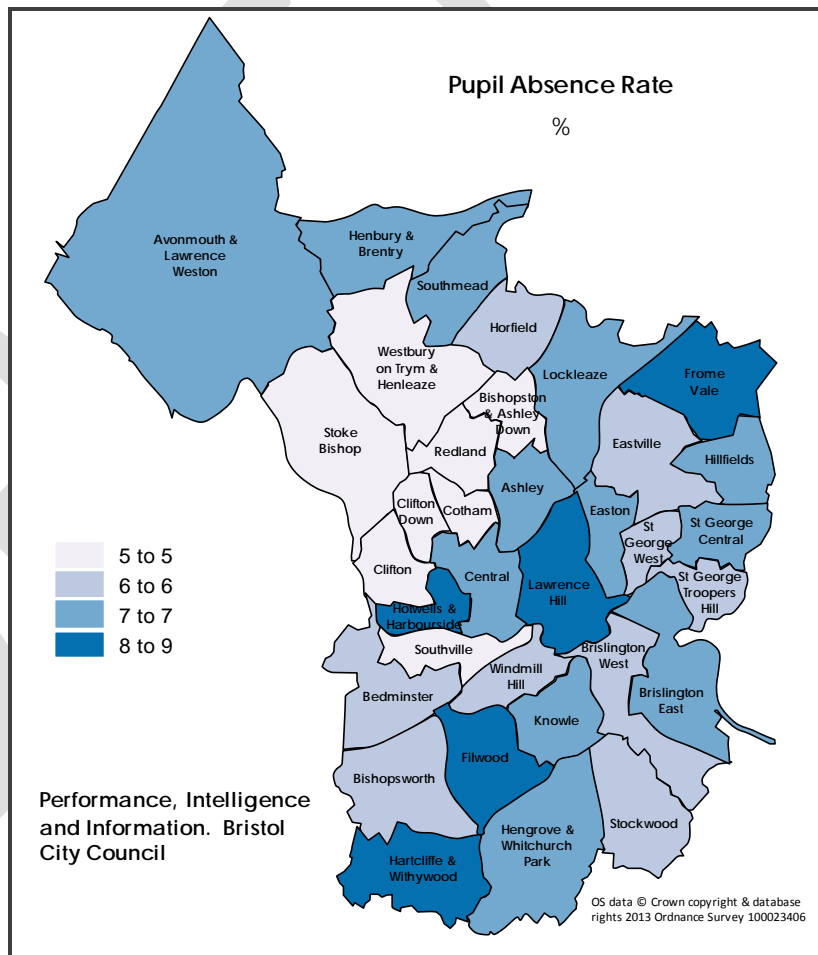 Pupil Absence Rate
%
Avonmouth &
Lawrence
Weston
Henbury &
Brentry
Southmead
Horfield
Westbury
on Trym &
Henleaze
Lockleaze
Frome
Vale
Bishopston
& Ashley
Down
Stoke
Bishop
Redland
Eastville
Hillfields
Ashley
Clifton
Down
Cotham
Easton
St
George
West
St George
Central
5 to 5
6 to 6
7 to 7
8 to 9
Clifton
Central
Lawrence
Hill
St George
Troopers
Hill
Hotwells &
Harbourside
Southville
Windmill
Hill
Brislington
West
Bedminster
Brislington
East
Knowle
Filwood
Bishopsworth
Stockwood
Hengrove &
Whitchurch
Park
Hartcliffe &
Withywood
Performance, Intelligence
and Information.  Bristol
City Council
OS data © Crown copyright & database
rights 2013 Ordnance Survey 100023406